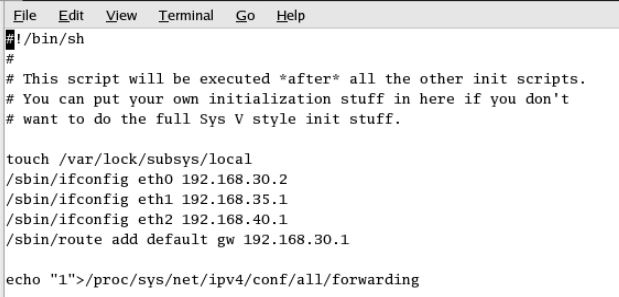 File Edit View Terminal Go Help
#!/bin/sh
#
# This script will be executed *after* all the other init scripts.
# You can put your own initialization stuff in here if you don't
# want to do the full Sys V style init stuff.

touch /var/lock/subsys/local
/sbin/ifconfig eth0 192.168.30.2
/sbin/ifconfig eth1 192.168.35.1
/sbin/ifconfig eth2 192.168.40.1
/sbin/route add default gw 192.168.30.1

echo "1">/proc/sys/net/ipv4/conf/all/forwarding